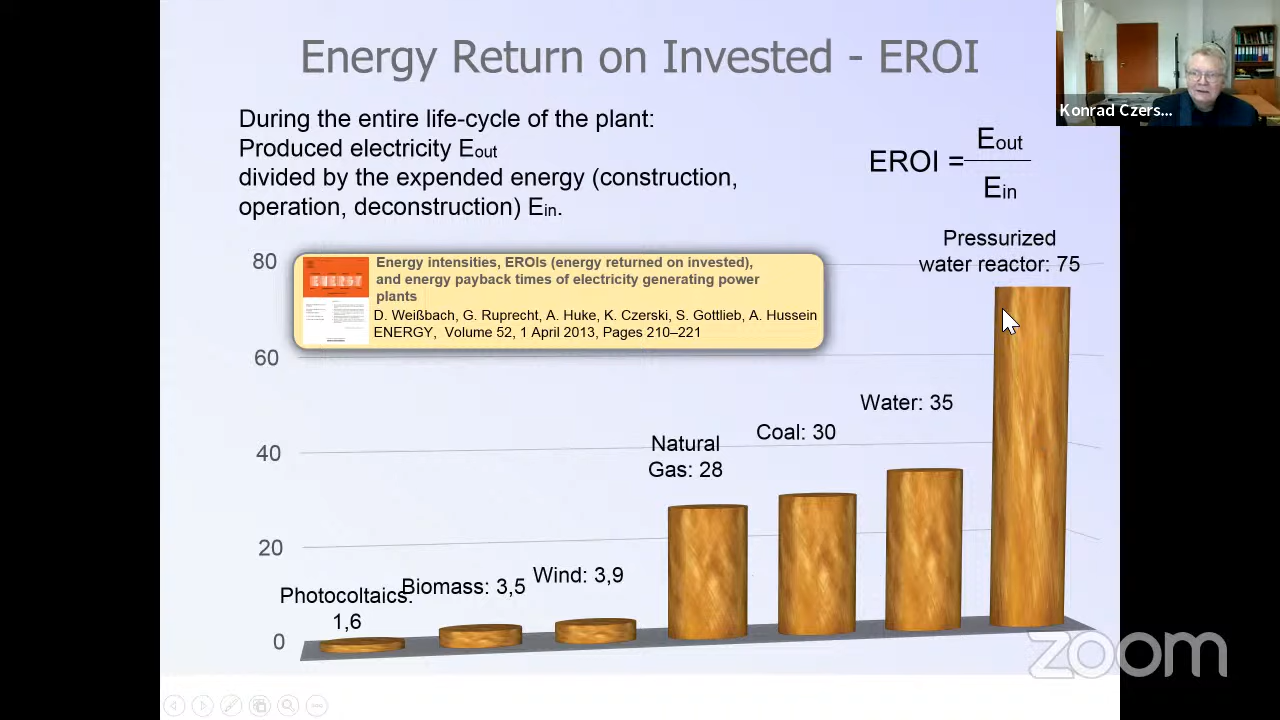 Energy Return on Invested - EROI
Konrad Czers...
During the entire life-cycle of the plant:
Produced electricity Eout
divided by the expended energy (construction,
operation, deconstruction) Ein.
EROI = Eout
Ein
Energy intensities, EROIs (energy returned on invested),
and energy payback times of electricity generating power
plants
D. Weißbach, G. Ruprecht, A. Huke, K. Czerski, S. Gottlieb, A. Hussein
ENERGY, Volume 52, 1 April 2013, Pages 210–221
80
60
40
20
0
Photocoltaics:
1,6
Biomass: 3,5
Wind: 3,9
Natural
Gas: 28
Coal: 30
Water: 35
Pressurized
water reactor: 75
zoom